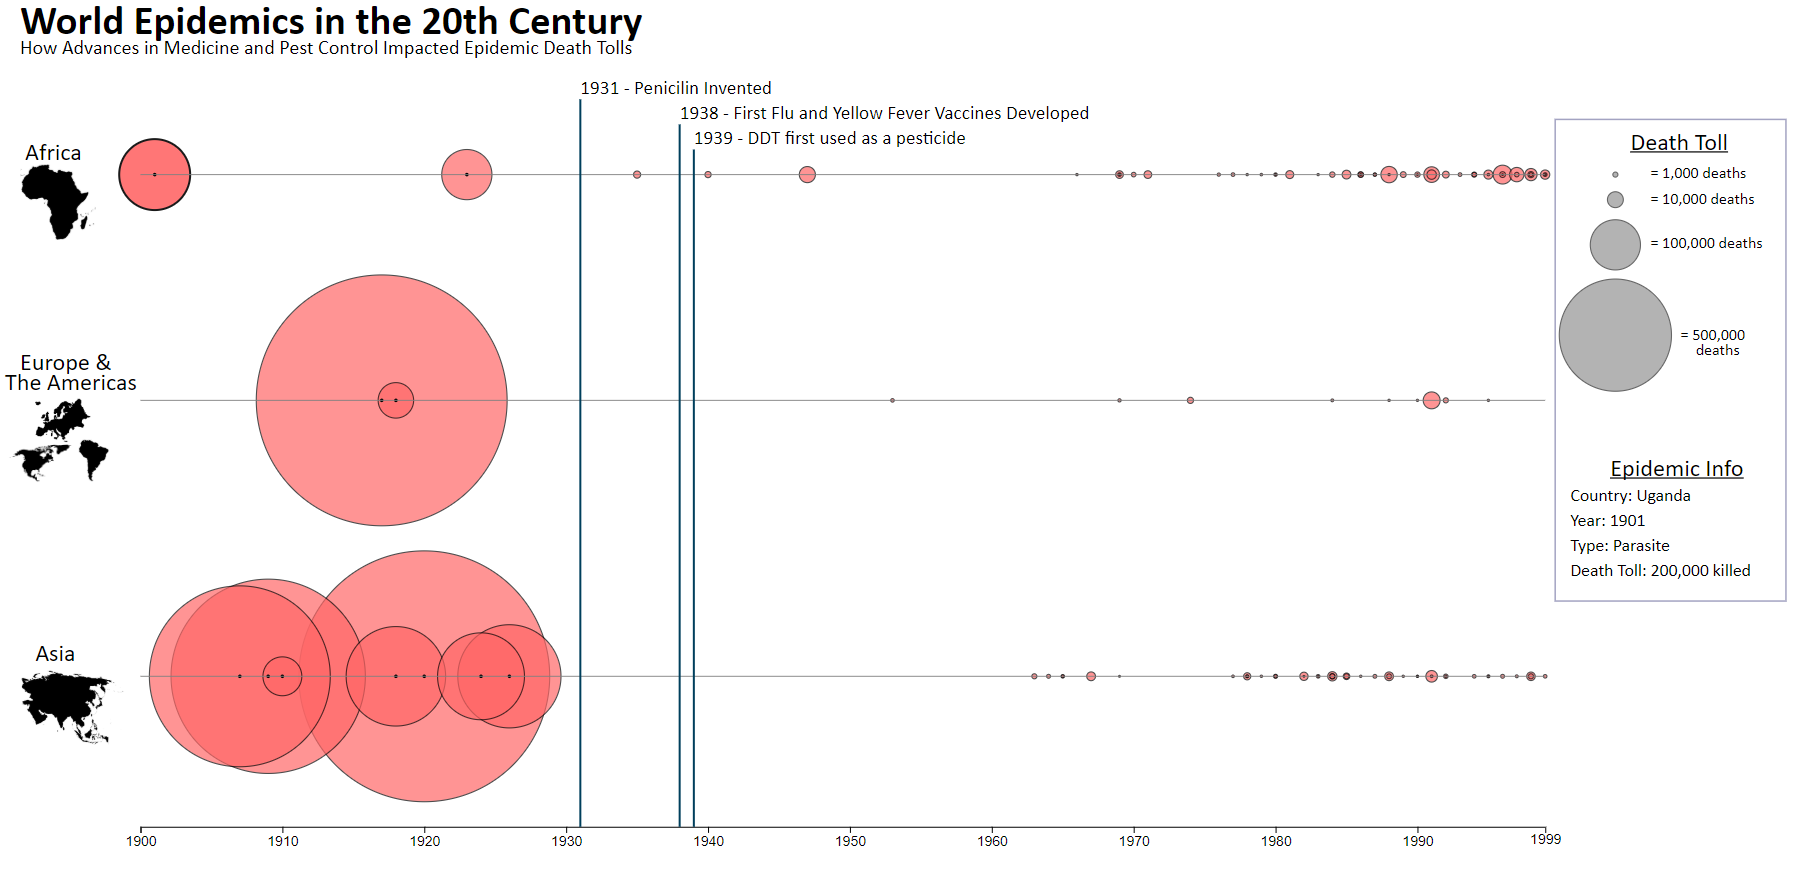 World Epidemics in the 20th Century
How Advances in Medicine and Pest Control Impacted Epidemic Death Tolls
1931 - Penicilin Invented
1938 - First Flu and Yellow Fever Vaccines Developed
1939 - DDT first used as a pesticide
Africa
Europe &
The Americas
Asia
1900
1910
1920
1930
1940
1950
1960
1970
1980
1990
1999
Death Toll
= 1,000 deaths
= 10,000 deaths
= 100,000 deaths
= 500,000
deaths
Epidemic Info
Country: Uganda
Year: 1901
Type: Parasite
Death Toll: 200,000 killed